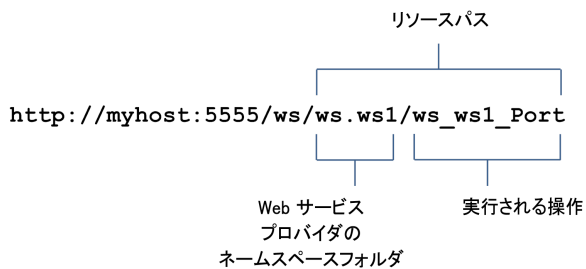 リソースパス
http://myhost:5555/ws/ws.ws1/ws_ws1_Port
Web サービス
プロバイダの
ネームスペースフォルダ
実行される操作